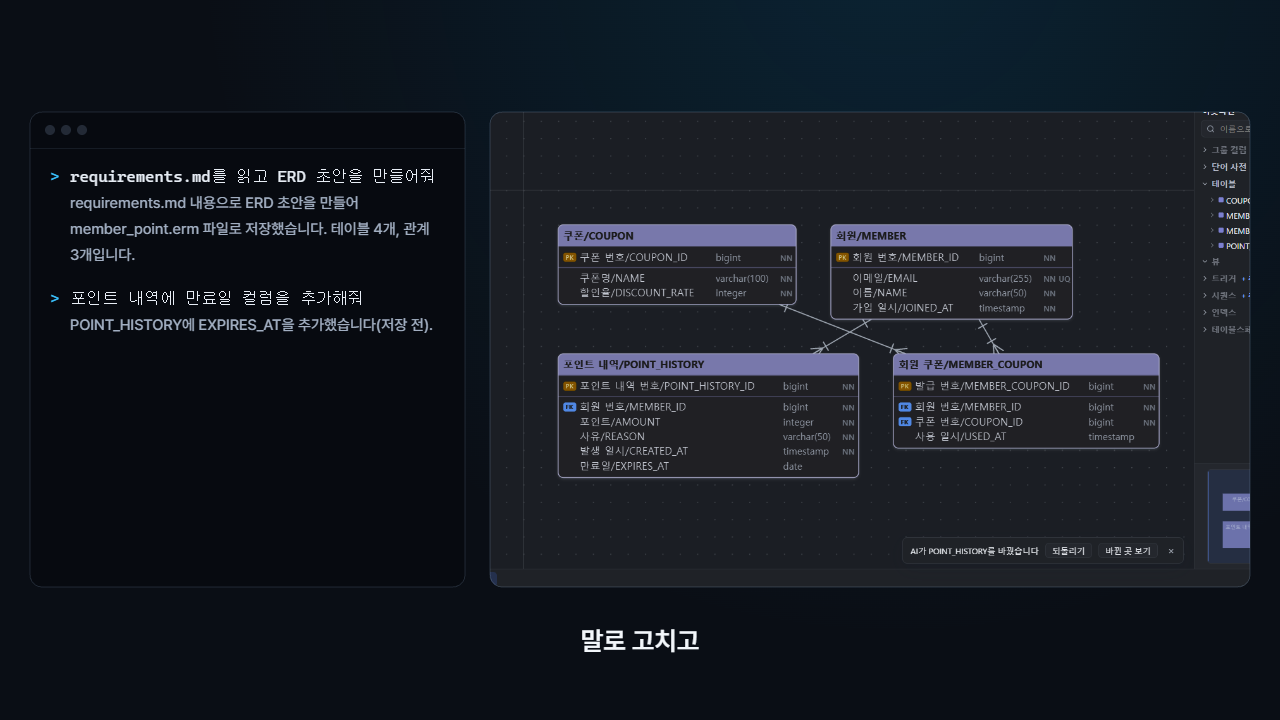 > requirements.md를 읽고 ERD 초안을 만들어줘
requirements.md 내용으로 ERD 초안을 만들어
member_point.erm 파일로 저장했습니다. 테이블 4개, 관계
3개입니다.
> 포인트 내역에 만료일 컬럼을 추가해줘
POINT_HISTORY에 EXPIRES_AT을 추가했습니다(저장 전).
쿠폰/COUPON
PK 쿠폰 번호/COUPON_ID bigint NN
쿠폰명/NAME varchar(100) NN
할인율/DISCOUNT_RATE integer NN
회원/MEMBER
PK 회원 번호/MEMBER_ID bigint NN
이메일/EMAIL varchar(255) NN UQ
이름/NAME varchar(50) NN
가입 일시/JOINED_AT timestamp NN
포인트 내역/POINT_HISTORY
PK 포인트 내역 번호/POINT_HISTORY_ID bigint NN
FK 회원 번호/MEMBER_ID bigint NN
포인트/AMOUNT integer NN
사유/REASON varchar(50) NN
발생 일시/CREATED_AT timestamp NN
만료일/EXPIRES_AT date
회원 쿠폰/MEMBER_COUPON
PK 발급 번호/MEMBER_COUPON_ID bigint NN
FK 회원 번호/MEMBER_ID bigint NN
FK 쿠폰 번호/COUPON_ID bigint NN
사용 일시/USED_AT timestamp
이름으로
그룹 컬럼
단어 사전
테이블
COUPO
MEMB
MEMB
POINT
뷰
트리거
시퀀스
인덱스
테이블스페
AI가 POINT_HISTORY를 바꿨습니다 되돌리기 바뀐 곳 보기 ×
말로 고치고